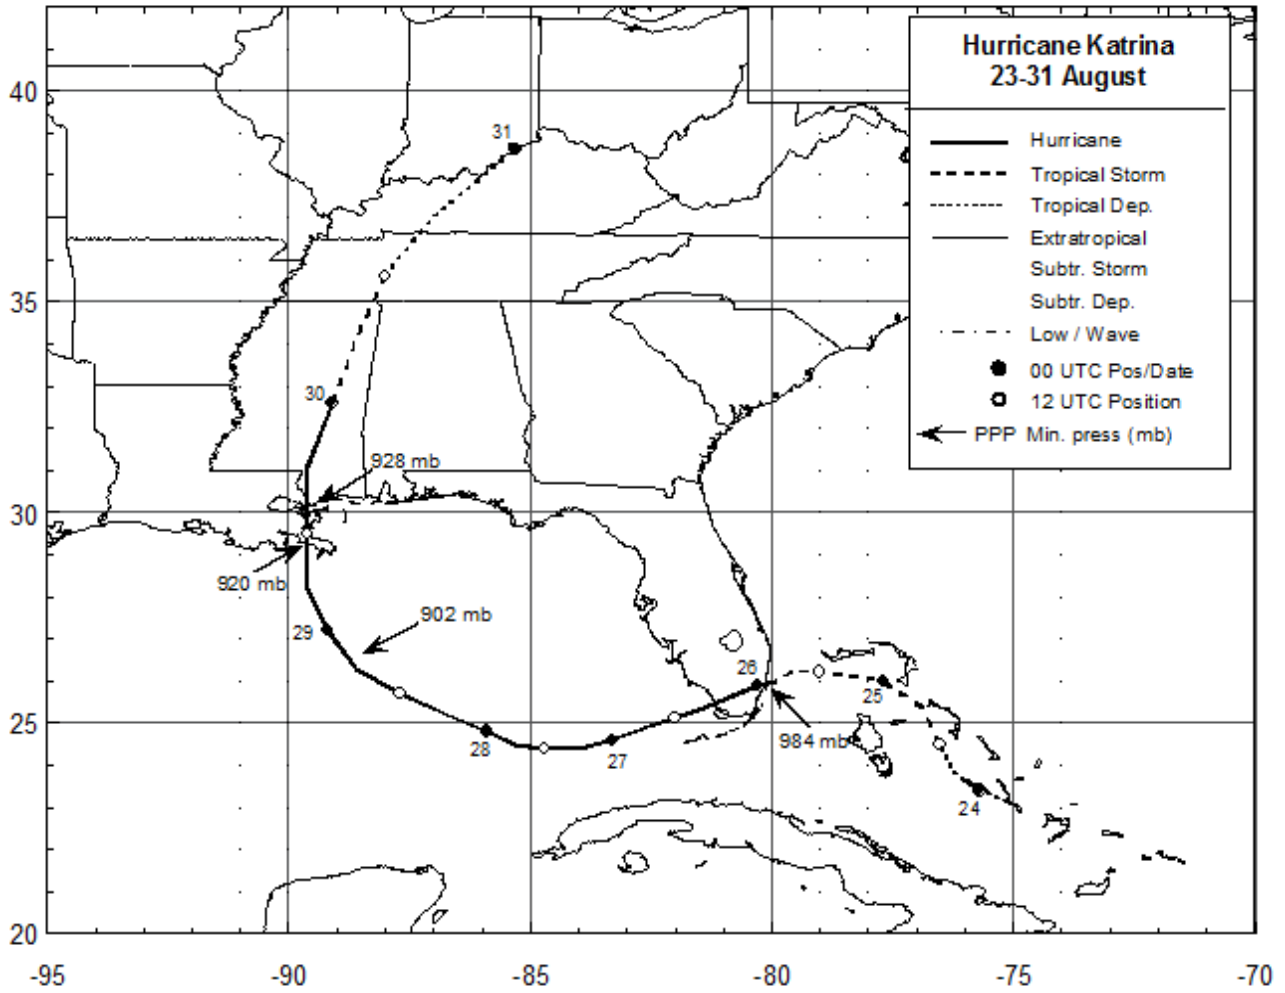 Hurricane Katrina
23-31 August
Hurricane
Tropical Storm
Tropical Dep.
Extratropical
Subtr. Storm
Subtr. Dep.
Low / Wave
00 UTC Pos/Date
12 UTC Position
PPP Min. press (mb)
40
31
35
30
928 mb
30
920 mb
902 mb
29
26
25
25
28
27
984 mb
24
20
-95
-90
-85
-80
-75
-70